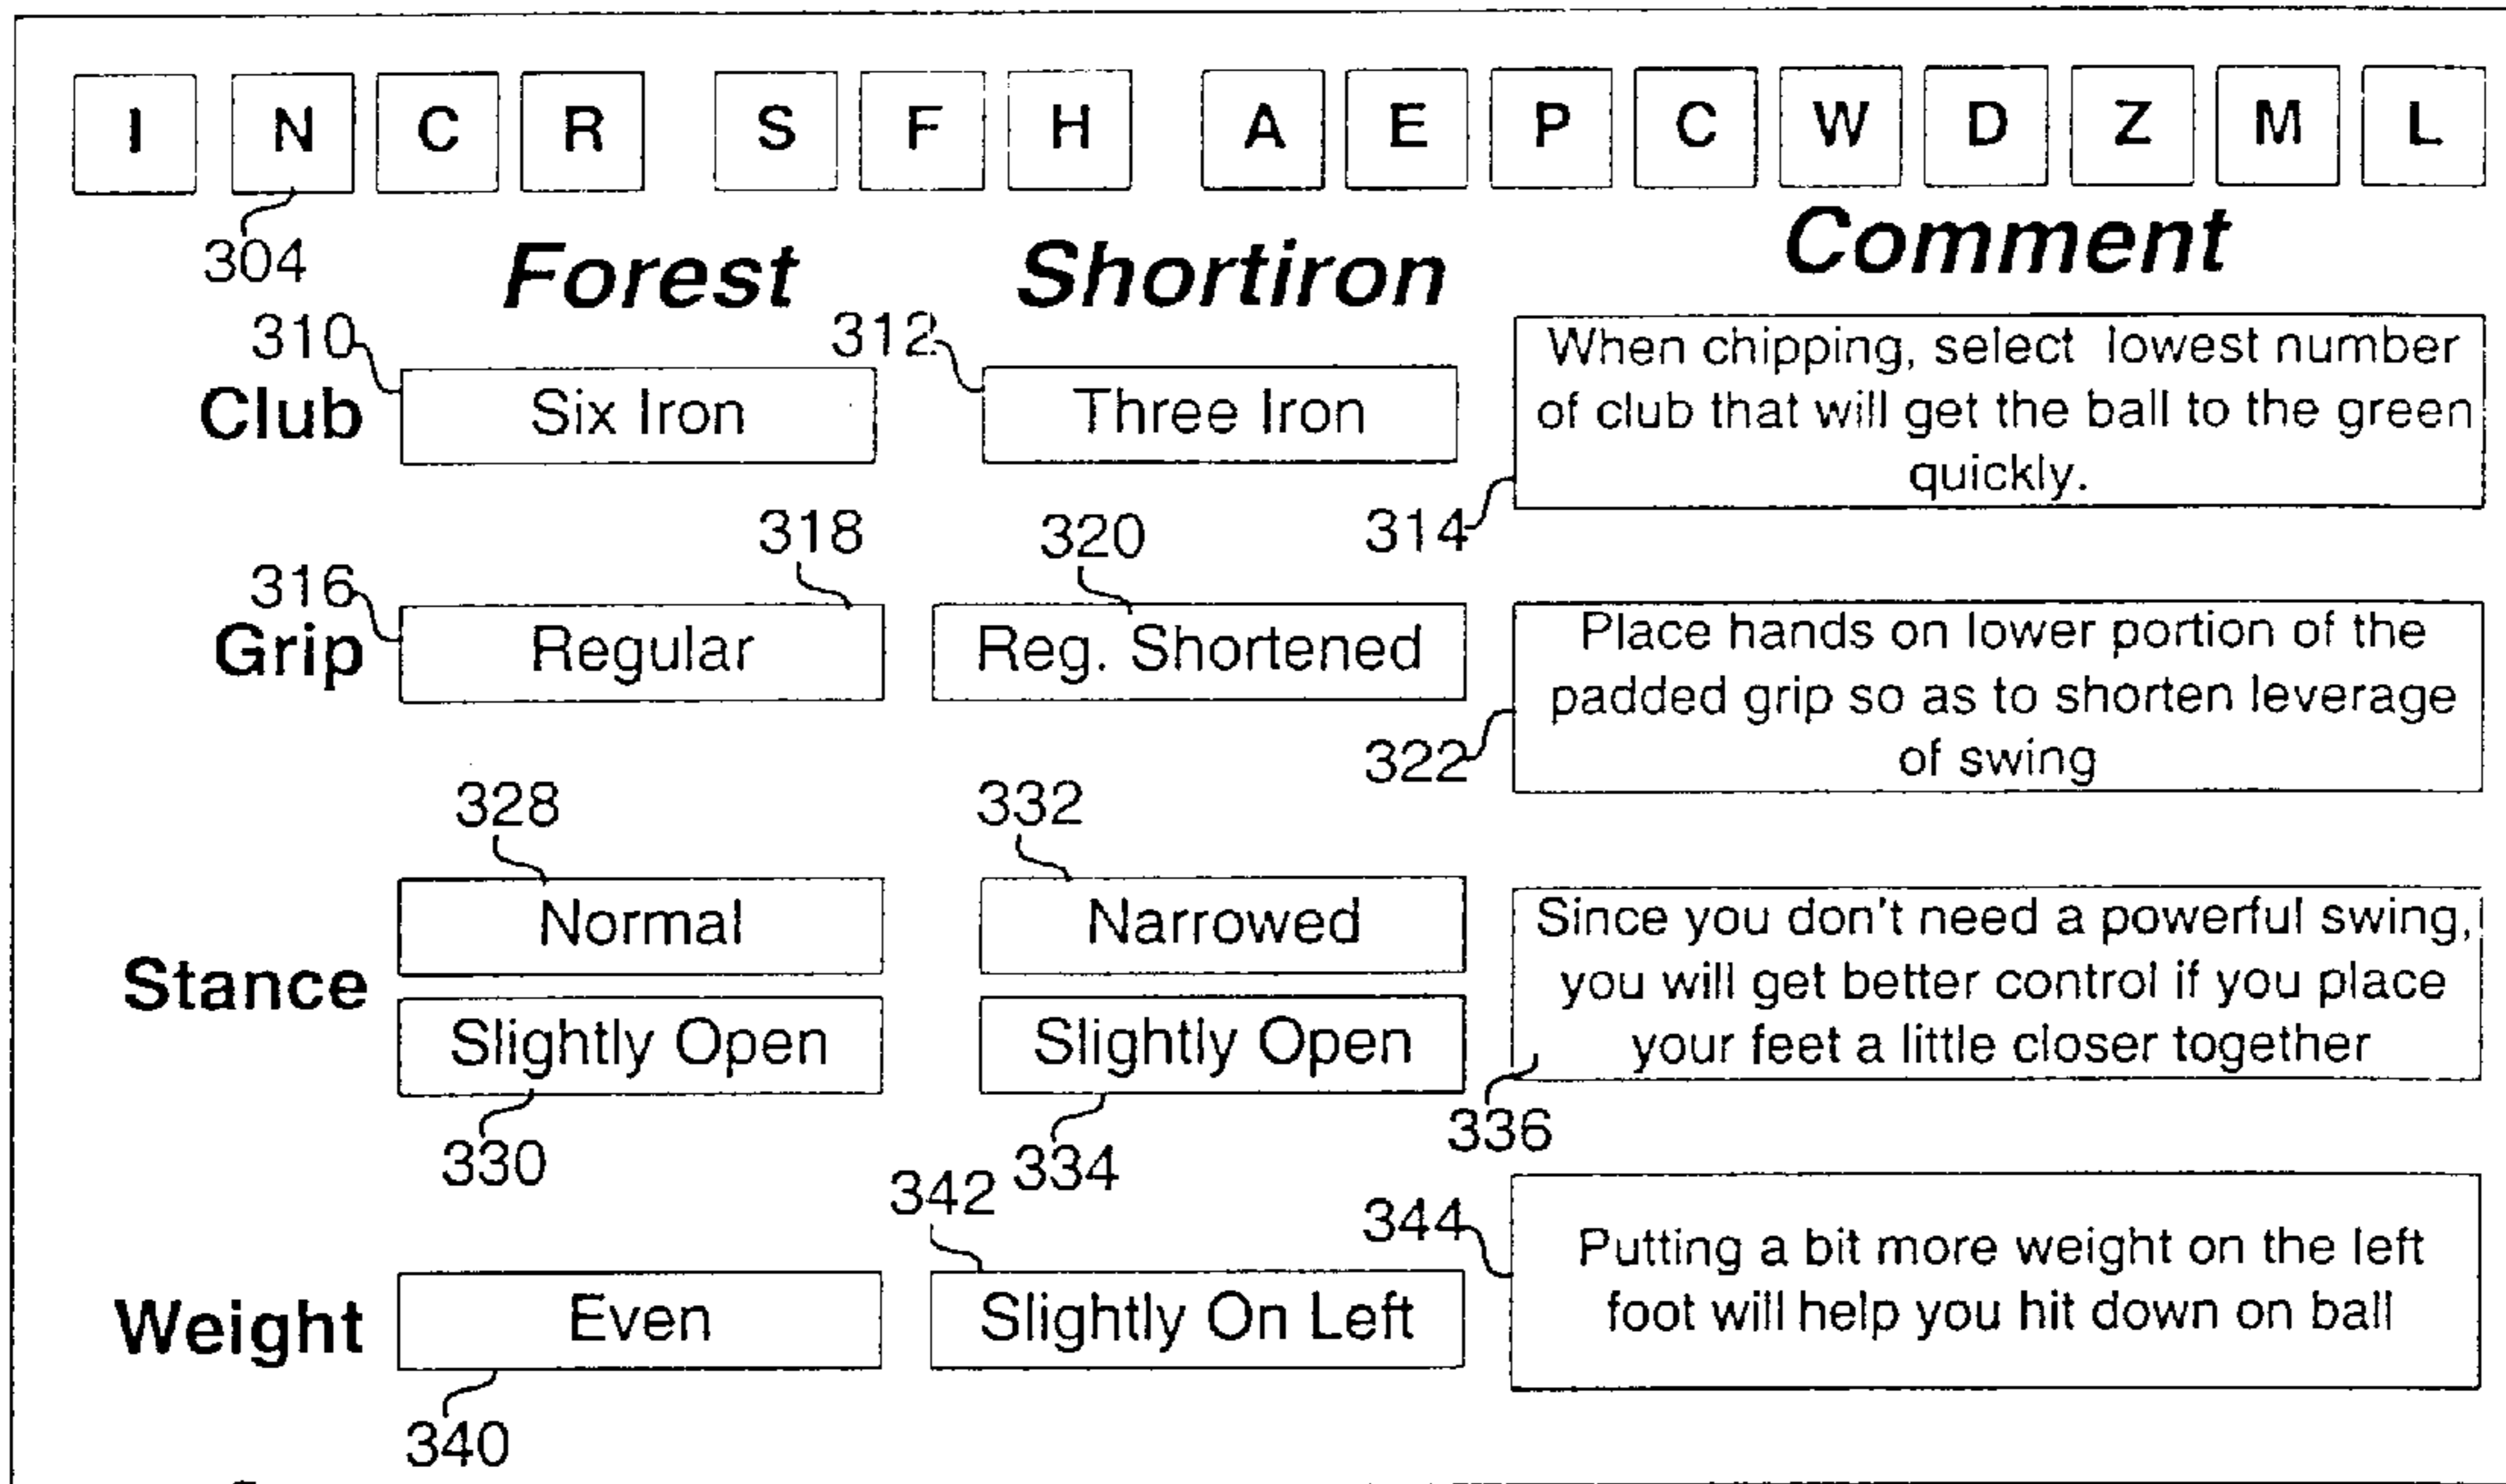 I N C R S F H A E P C W D Z M L
304
Forest Shortiron Comment
310 312
Club Six Iron Three Iron
When chipping, select lowest number
of club that will get the ball to the green
quickly.
314
318 320
316
Grip Regular Reg. Shortened
Place hands on lower portion of the
padded grip so as to shorten leverage
of swing
322
328 332
Stance
Normal Narrowed
Slightly Open Slightly Open
Since you don't need a powerful swing,
you will get better control if you place
your feet a little closer together
330 334 336
342 344
Weight Even Slightly On Left
Putting a bit more weight on the left
foot will help you hit down on ball
340